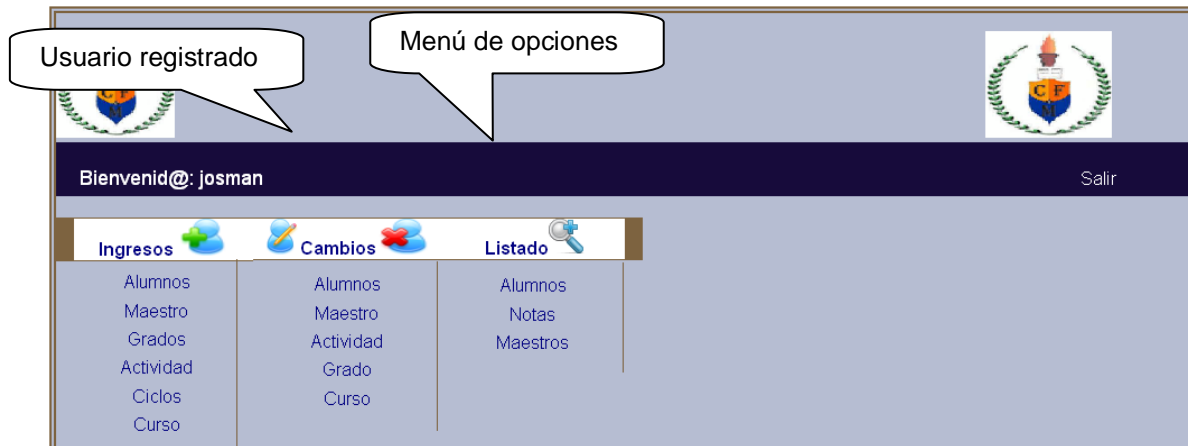 Usuario registrado
Menú de opciones
C F
M
C F
M
Bienvenid@: josman
Salir
Ingresos
Cambios
Listado
Alumnos
Maestro
Grados
Actividad
Ciclos
Curso
Alumnos
Maestro
Actividad
Grado
Curso
Alumnos
Notas
Maestros